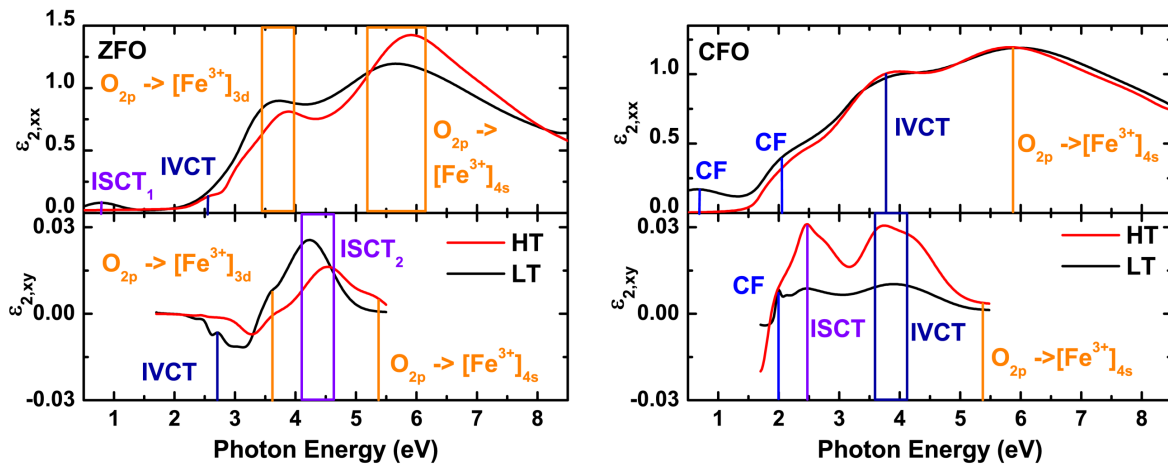 ZFO
O2p -> [Fe3+]3d
IVCT
ISCT1
O2p ->
[Fe3+]4s
ε2,xx
1.5
1.0
0.5
0.0
O2p -> [Fe3+]3d
ISCT2
HT
LT
IVCT
O2p -> [Fe3+]4s
ε2,xy
0.03
0.00
-0.03
1 2 3 4 5 6 7 8
Photon Energy (eV)
CFO
CF
CF
IVCT
O2p->[Fe3+]4s
ε2,xx
1.0
0.5
0.0
HT
LT
CF
ISCT
IVCT
O2p->[Fe3+]4s
ε2,xy
0.03
0.00
-0.03
1 2 3 4 5 6 7 8
Photon Energy (eV)